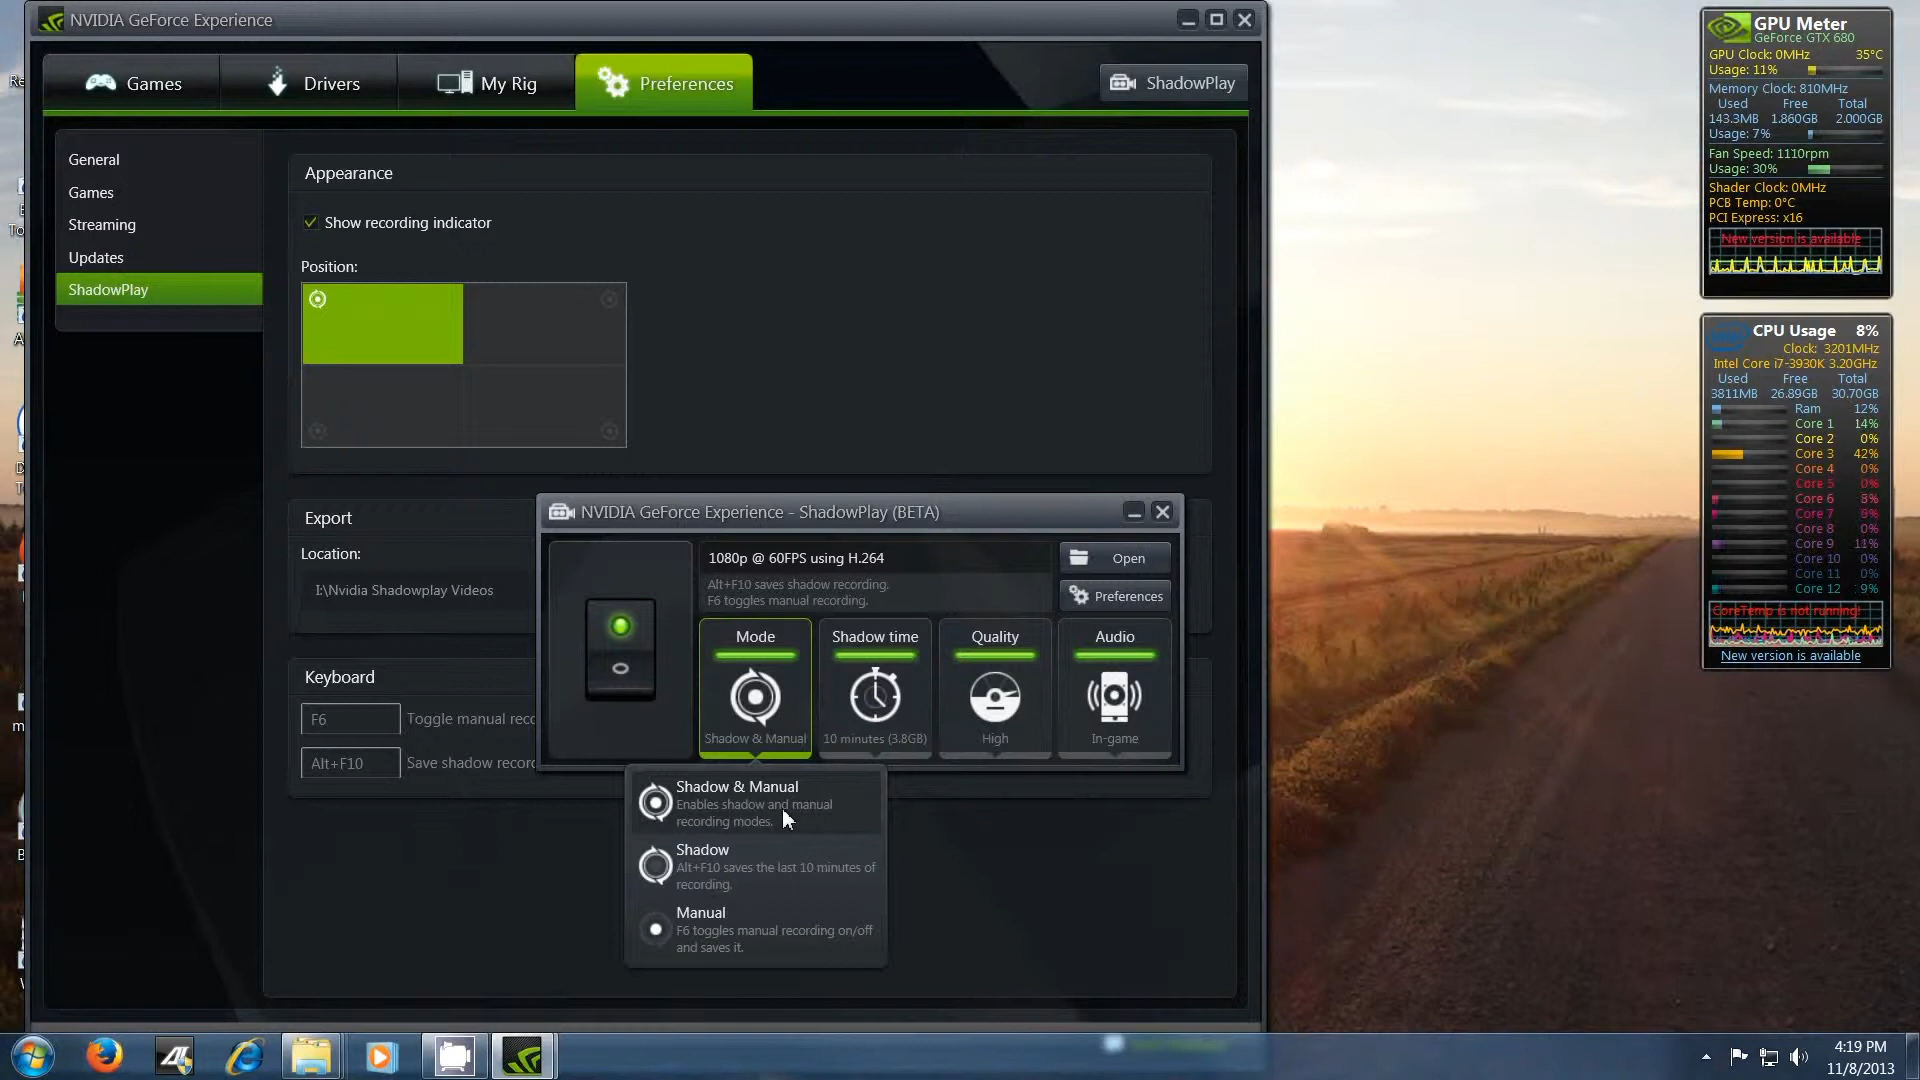 NVIDIA GeForce Experience
Games
Drivers
My Rig
Preferences
ShadowPlay
General
Games
Streaming
Updates
ShadowPlay
Appearance
Show recording indicator
Position:
Export
Location:
I:\Nvidia Shadowplay Videos
Keyboard
F6
Toggle manual reco
Alt+F10
Save shadow recor
NVIDIA GeForce Experience - ShadowPlay (BETA)
1080p @ 60FPS using H.264
Alt+F10 saves shadow recording.
F6 toggles manual recording.
Open
Preferences
Mode
Shadow & Manual
Shadow time
10 minutes (3.8GB)
Quality
High
Audio
In-game
Shadow & Manual
Enables shadow and manual
recording modes.
Shadow
Alt+F10 saves the last 10 minutes of
recording.
Manual
F6 toggles manual recording on/off
and saves it.
GPU Meter
GeForce GTX 680
GPU Clock: 0MHz 35°C
Usage: 11%
Memory Clock: 810MHz
Used Free Total
143.3MB 1.860GB 2.000GB
Usage: 7%
Fan Speed: 1110rpm
Usage: 30%
Shader Clock: 0MHz
PCB Temp: 0°C
PCI Express: x16
New version is available
CPU Usage 8%
Clock: 3201MHz
Intel Core i7-3930K 3.20GHz
Used Free Total
3811MB 26.89GB 30.70GB
Ram 12%
Core 1 14%
Core 2 0%
Core 3 42%
Core 4 0%
Core 5 0%
Core 6 3%
Core 7 9%
Core 8 0%
Core 9 11%
Core 10 0%
Core 11 0%
Core 12 9%
CoreTemp is not running!
New version is available
4:19 PM
11/8/2013